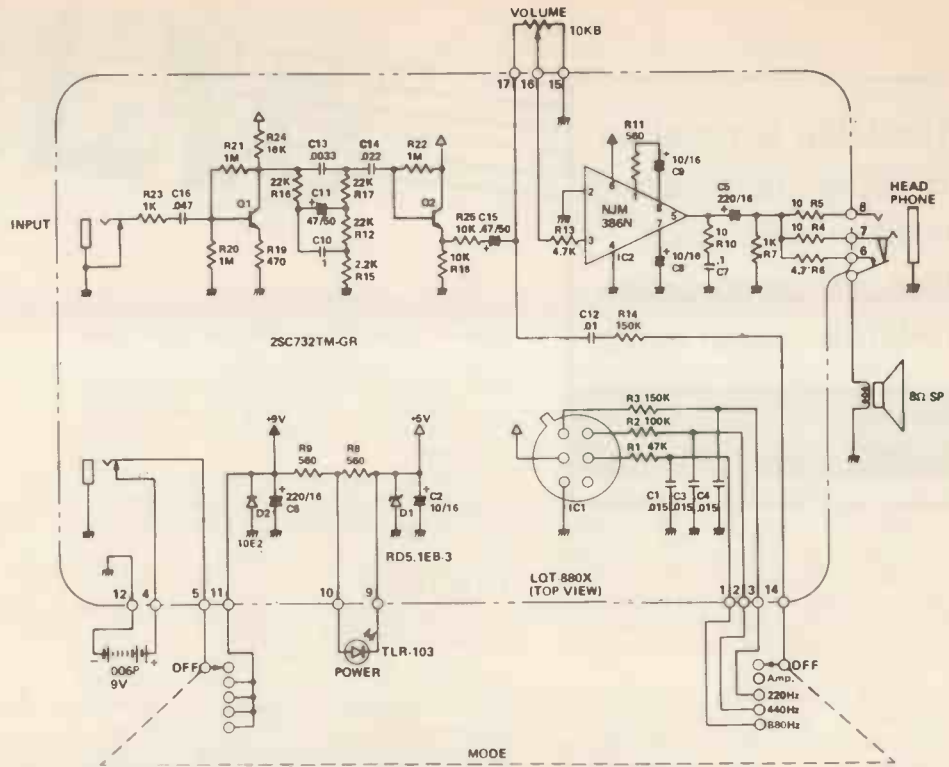 VOLUME
10KB
17 16 15
R24
18K
R21
1M
C13
.0033
C14
.022
R22
1M
R11
560
10/16
C9
C5
220/16
R23
1K
C16
.047
22K
R16
C11
47/50
22K
R17
22K
R12
Q1
Q2
INPUT
R20
1M
R19
470
C10
1
2.2K
R15
R25
10K
C15
.47/50
10K
R18
R13
4.7K
2
3
6
8
7
4
5
NJM
386N
IC2
10/16
C8
10
R10
.1
C7
1K
R7
10 R5
10 R4
4.7 R6
8
7
6
HEAD
PHONE
2SC732TM-GR
C12
.01
R14
150K
8Ω SP
R3 150K
R2 100K
R1 47K
IC1
C1
.015
C3
.015
C4
.015
+9V
+5V
R9
560
R8
560
D2
10E2
220/16
C6
D1
C2
10/16
RD5.1EB-3
LQT-880X
(TOP VIEW)
12 4 5 11 10 9 1 2 3 14
006P
9V
OFF
TLR-103
POWER
OFF
Amp.
220Hz
440Hz
880Hz
MODE